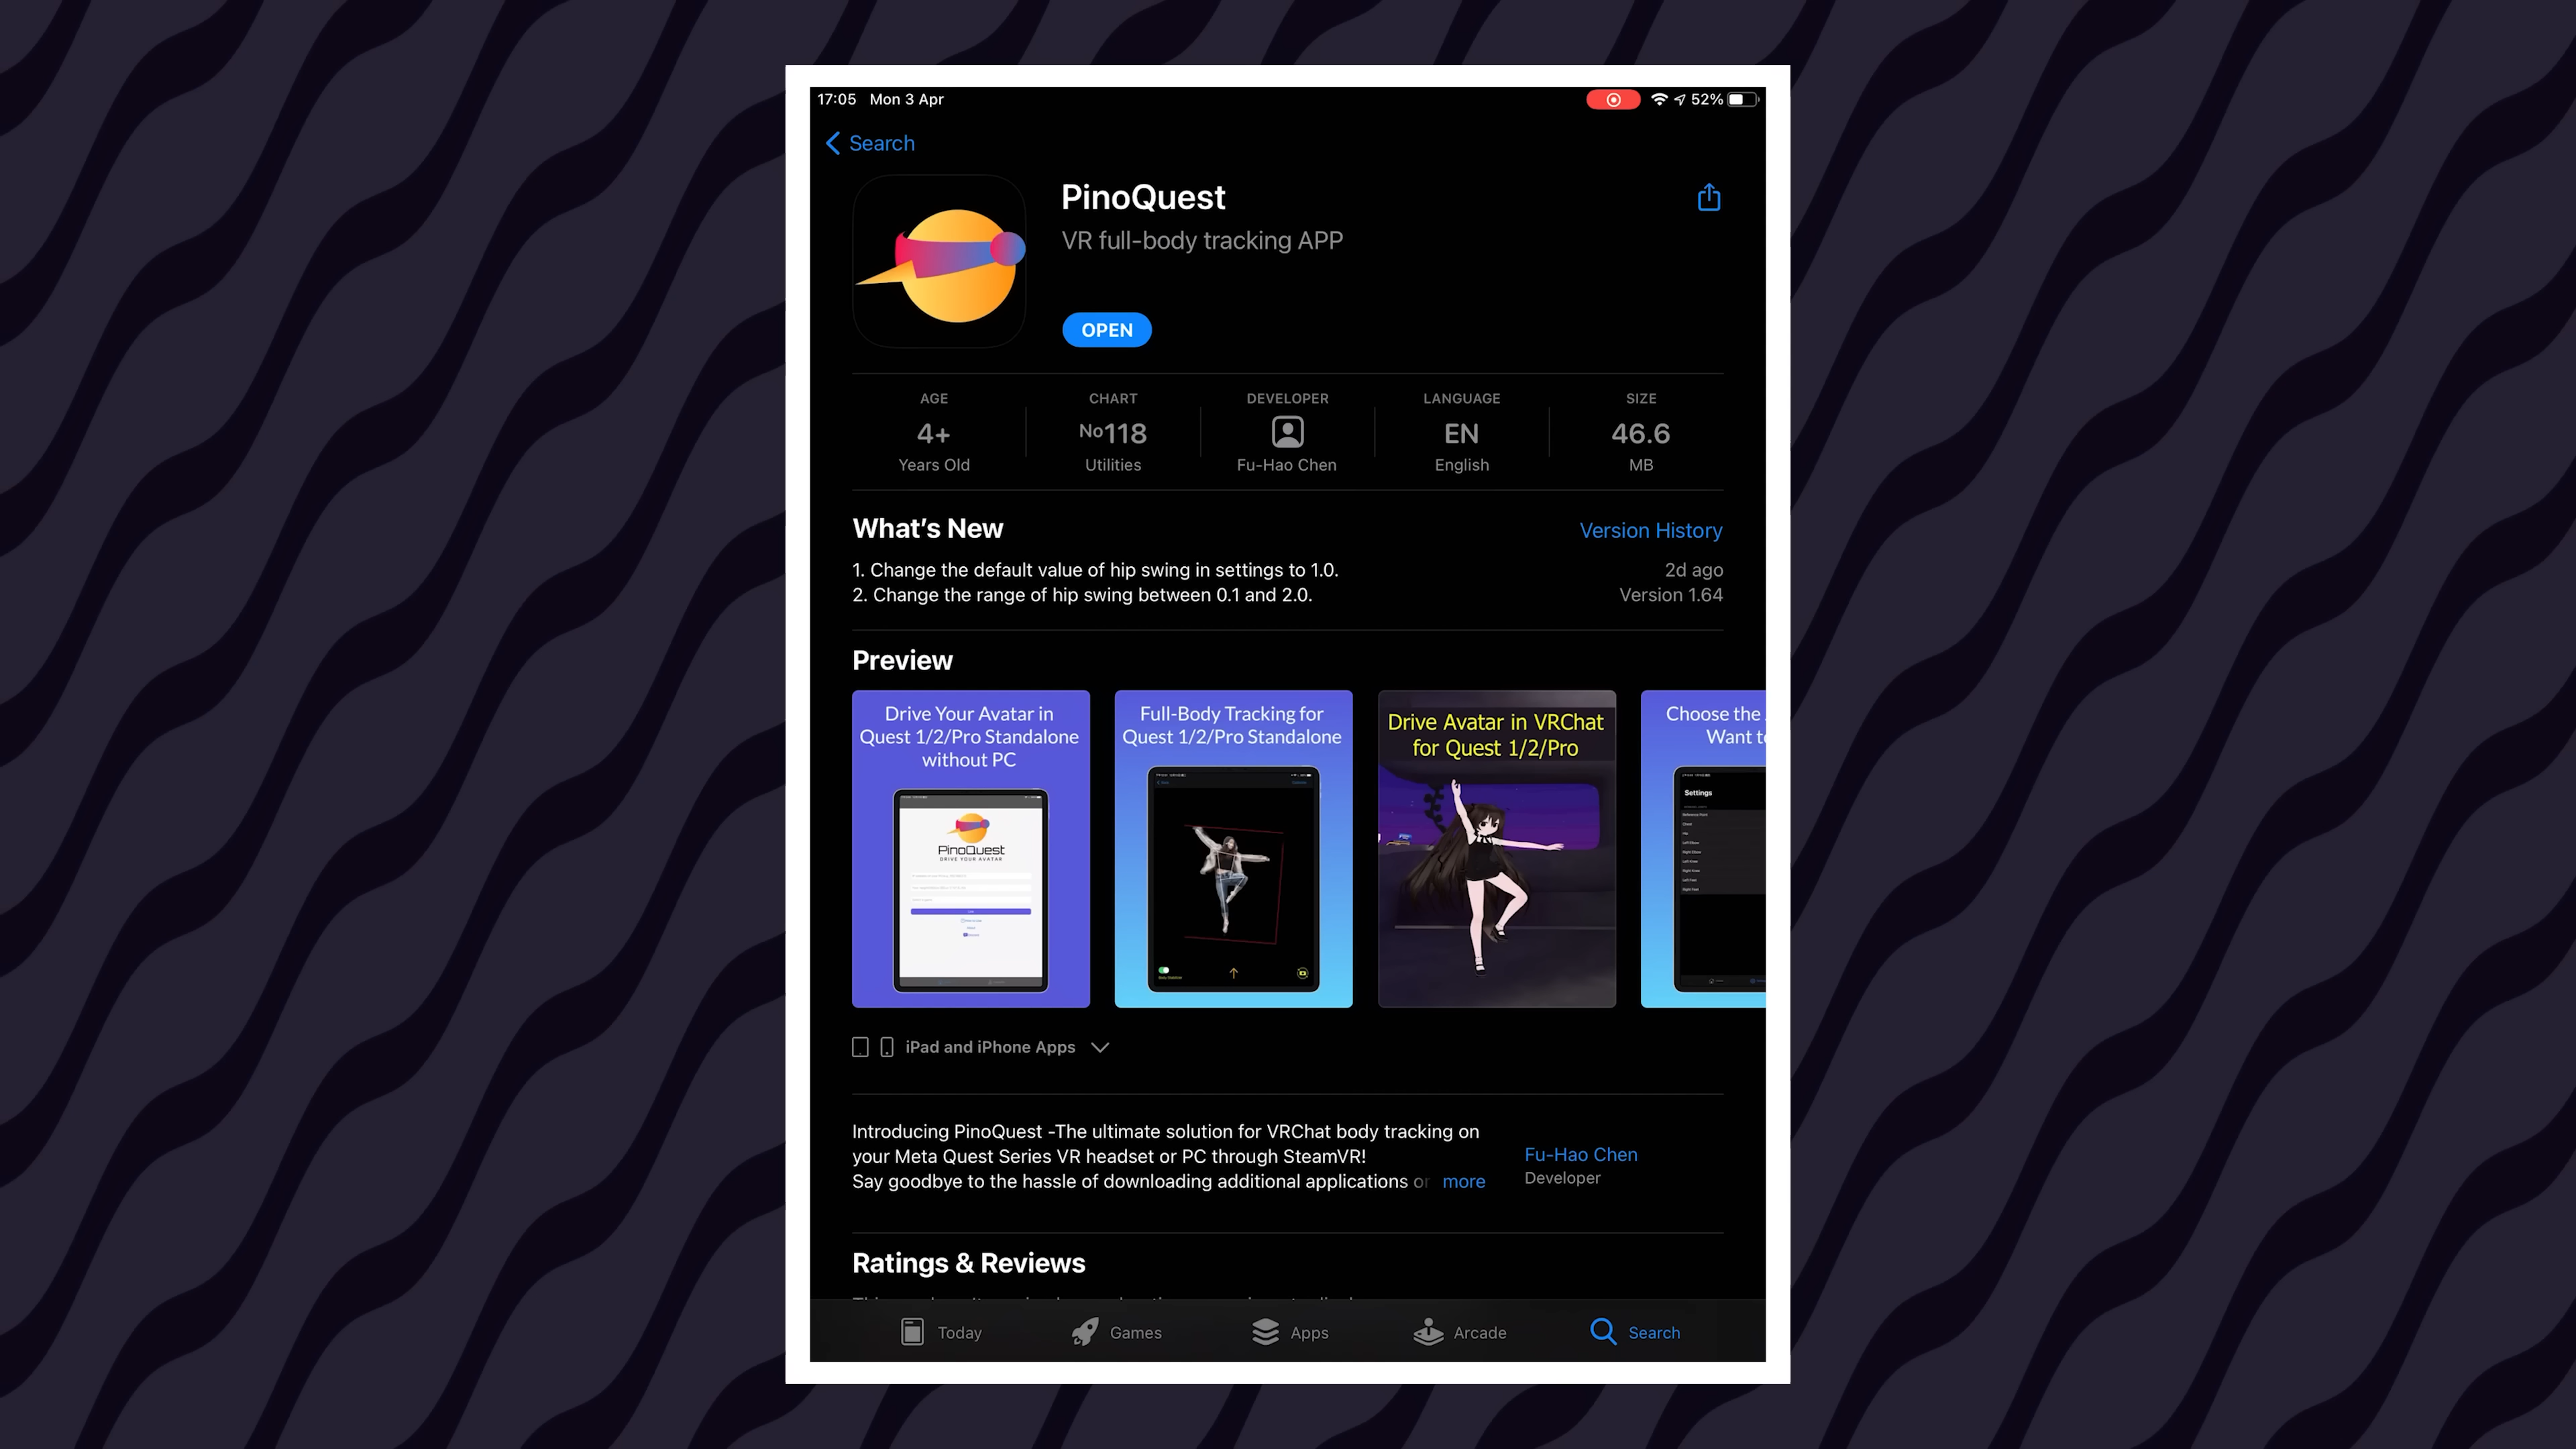 17:05 Mon 3 Apr
52%
Search
PinoQuest
VR full-body tracking APP
OPEN
AGE
4+
Years Old
CHART
No118
Utilities
DEVELOPER
Fu-Hao Chen
LANGUAGE
EN
English
SIZE
46.6
MB
What's New
Version History
1. Change the default value of hip swing in settings to 1.0.
2d ago
2. Change the range of hip swing between 0.1 and 2.0.
Version 1.64
Preview
Drive Your Avatar in
Quest 1/2/Pro Standalone
without PC
PinoQuest
DRIVE YOUR AVATAR
Full-Body Tracking for
Quest 1/2/Pro Standalone
Drive Avatar in VRChat
for Quest 1/2/Pro
Choose the
Want
Settings
iPad and iPhone Apps
Introducing PinoQuest -The ultimate solution for VRChat body tracking on
your Meta Quest Series VR headset or PC through SteamVR!
Say goodbye to the hassle of downloading additional applications or more
Fu-Hao Chen
Developer
Ratings & Reviews
Today
Games
Apps
Arcade
Search